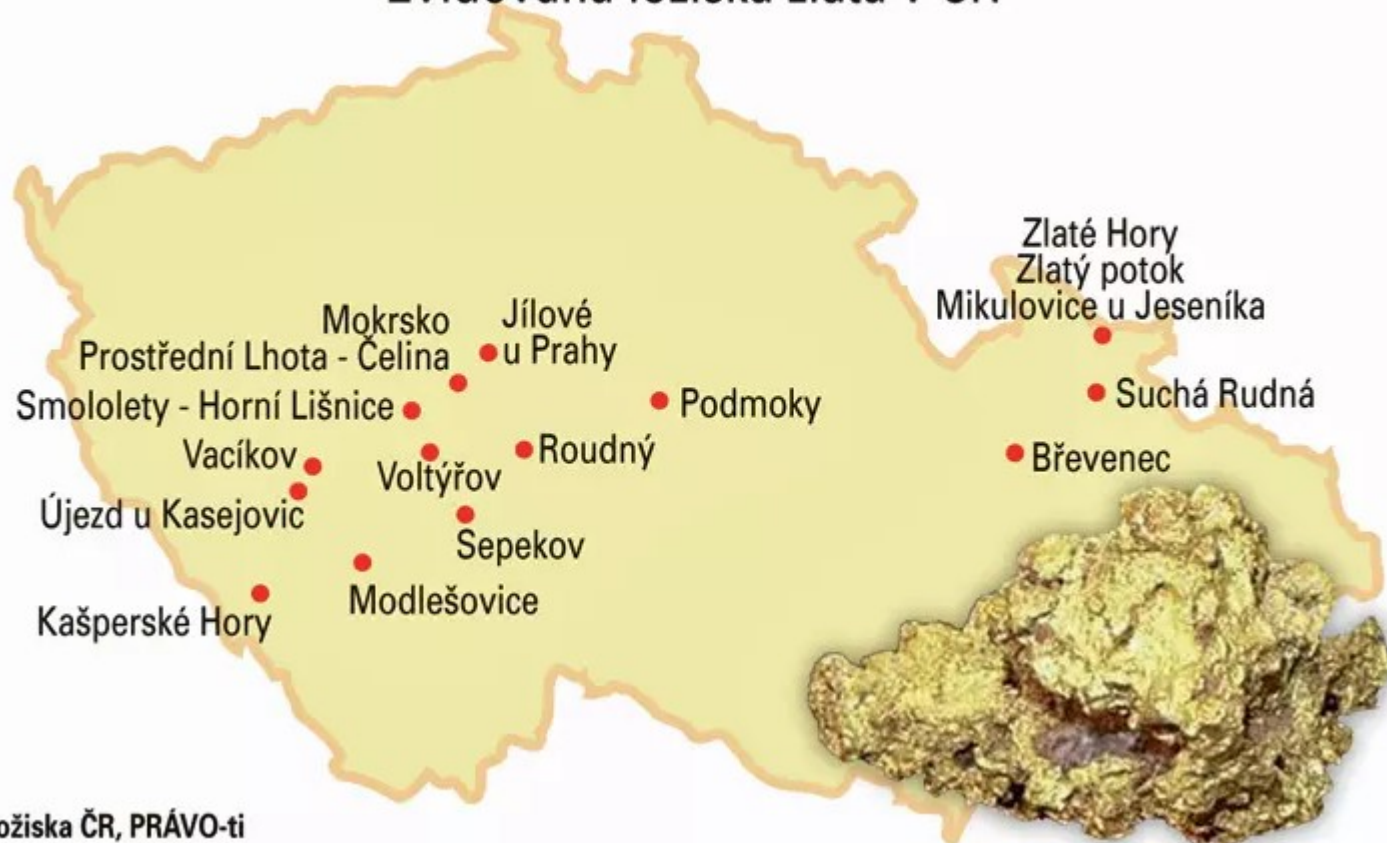 Zlaté Hory
Zlatý potok
Mikulovice u Jeseníka
Mokrsko
Prostřední Lhota - Čelina
Jílové
u Prahy
Smololety - Horní Lišnice
Podmoky
Suchá Rudná
Vacíkov
Voltýřov
Roudný
Břevenec
Újezd u Kasejovic
Sepekov
Modlešovice
Kašperské Hory
ČR, PRÁVO-ti